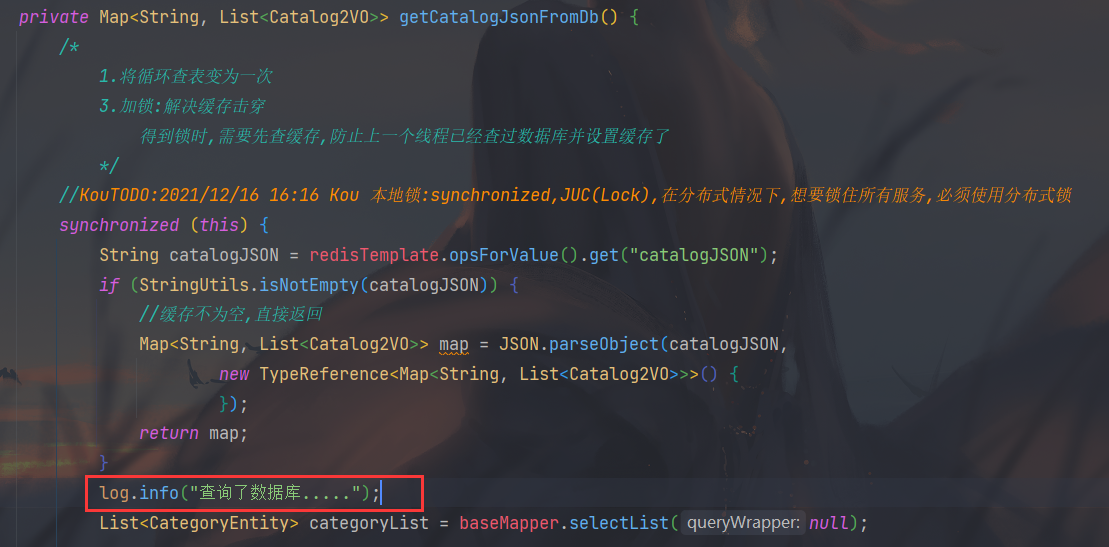 private Map<String, List<Catalog2VO>> getCatalogJsonFromDb() {
/*
1.将循环查表变为一次
3.加锁:解决缓存击穿
得到锁时,需要先查缓存,防止上一个线程已经查过数据库并设置缓存了
*/
//KouTODO:2021/12/16 16:16 Kou 本地锁:synchronized,JUC(Lock),在分布式情况下,想要锁住所有服务,必须使用分布式锁
synchronized (this) {
String catalogJSON = redisTemplate.opsForValue().get("catalogJSON");
if (StringUtils.isNotEmpty(catalogJSON)) {
//缓存不为空,直接返回
Map<String, List<Catalog2VO>> map = JSON.parseObject(catalogJSON,
new TypeReference<Map<String, List<Catalog2VO>>>() {
});
return map;
}
log.info("查询了数据库.....");
List<CategoryEntity> categoryList = baseMapper.selectList( queryWrapper: null);